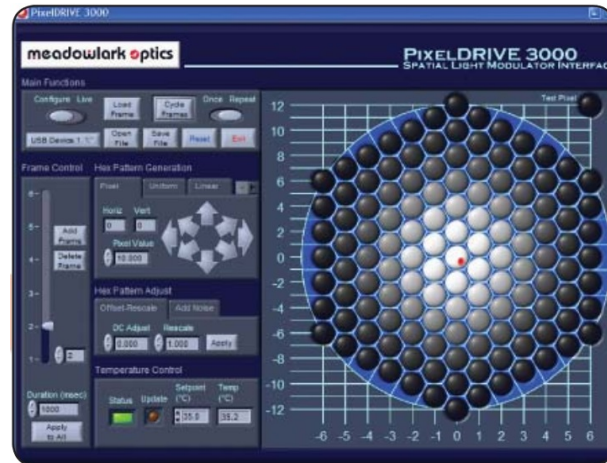 PixelDRIVE 3000
meadowlark optics
PIXELDRIVE 3000
SPATIAL LIGHT MODULATOR INTERFAC
Main Functions
Configure Live
Load Frame
Cycle Frames
Once Repeat
USB Device 1
Open File
Save File
Reset
Exit
Frame Control
6
5
4
3
2
1
Add Frame
Delete Frame
2
Duration (msec)
1000
Apply to All
Hex Pattern Generation
Pixel Uniform Linear
Horiz Vert
0 0
Pixel Value
10.000
Hex Pattern Adjust
Offset-Rescale Add Noise
DC Adjust Rescale
0.000 1.000 Apply
Temperature Control
Status Update Setpoint (°C) Temp (°C)
35.0 35.2
Test Pixel
12
10
8
6
4
2
0
-2
-4
-6
-8
-10
-12
-6 -5 -4 -3 -2 -1 0 1 2 3 4 5 6